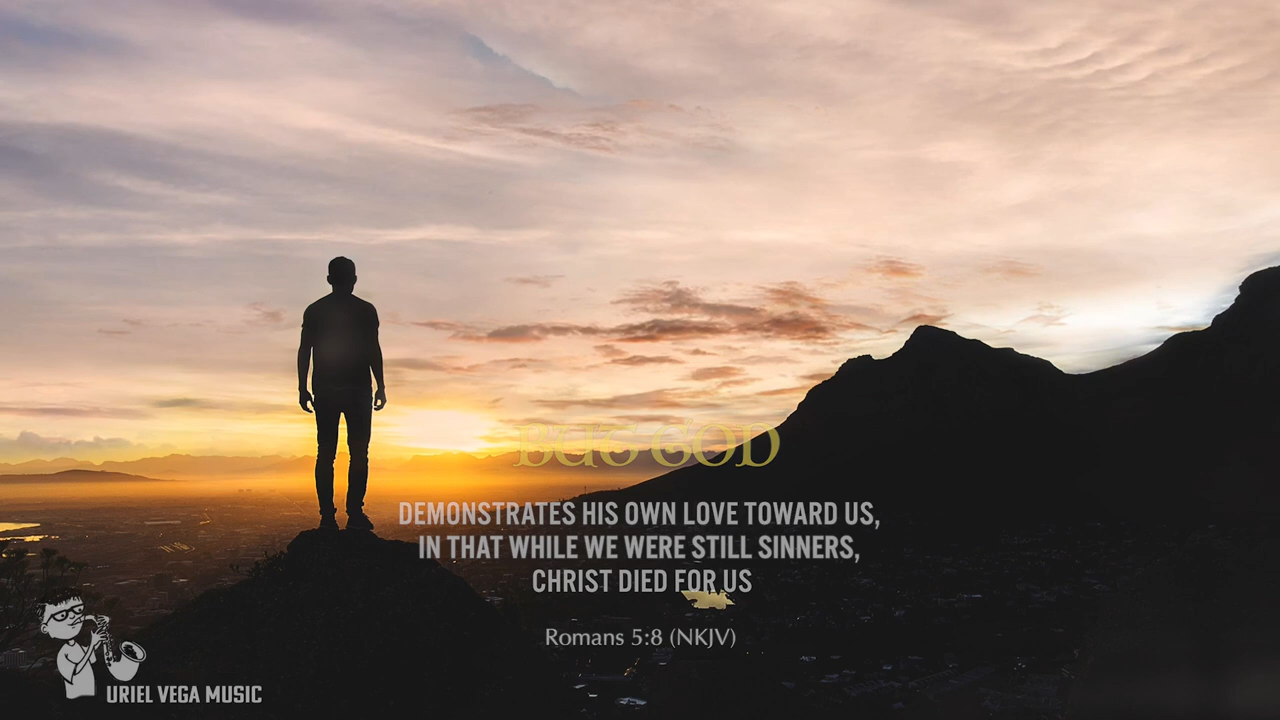 BUT GOD
DEMONSTRATES HIS OWN LOVE TOWARD US,
IN THAT WHILE WE WERE STILL SINNERS,
CHRIST DIED FOR US
Romans 5:8 (NKJV)
URIEL VEGA MUSIC